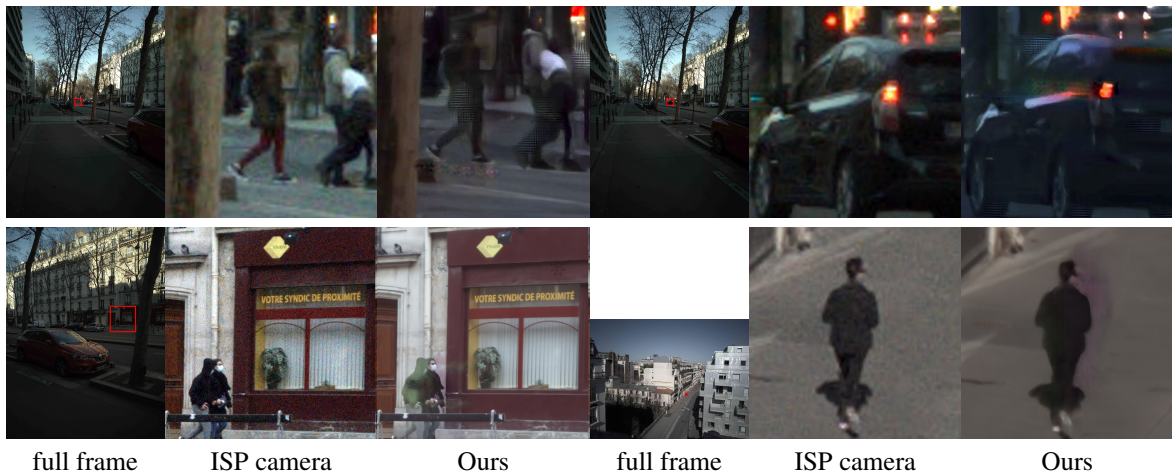 VOTRE SYNDIC DE PROXIMITÉ
VOTRE SYNDIC DE PROXIMITÉ
full frame ISP camera Ours full frame ISP camera Ours